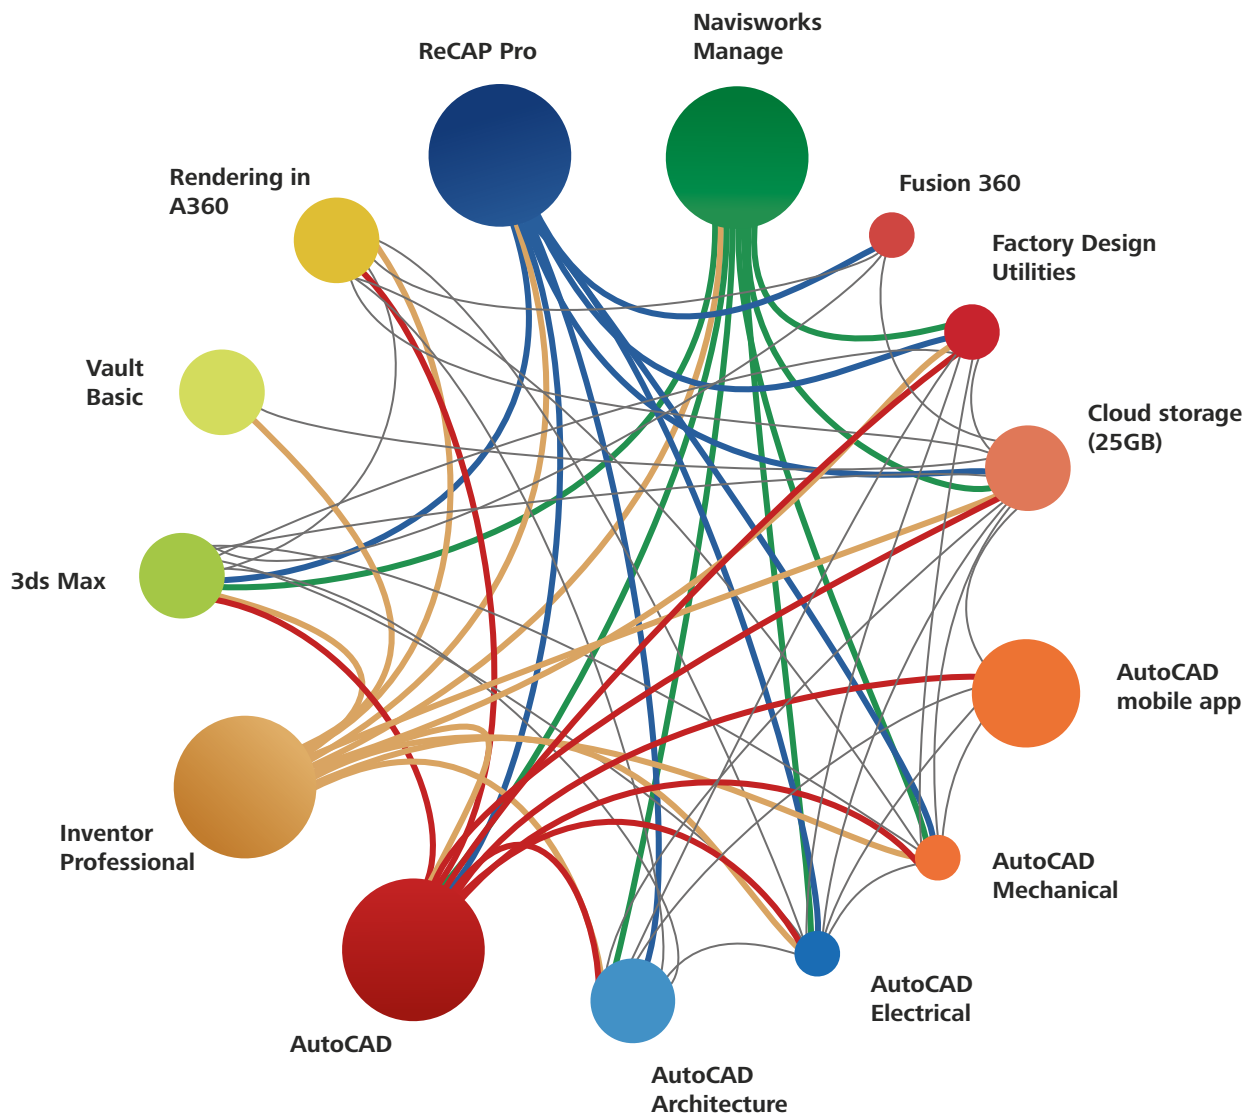 Navisworks
Manage
ReCAP Pro
Rendering in
A360
Fusion 360
Factory Design
Utilities
Vault
Basic
Cloud storage
(25GB)
3ds Max
AutoCAD
mobile app
Inventor
Professional
AutoCAD
Mechanical
AutoCAD
Electrical
AutoCAD
AutoCAD
Architecture